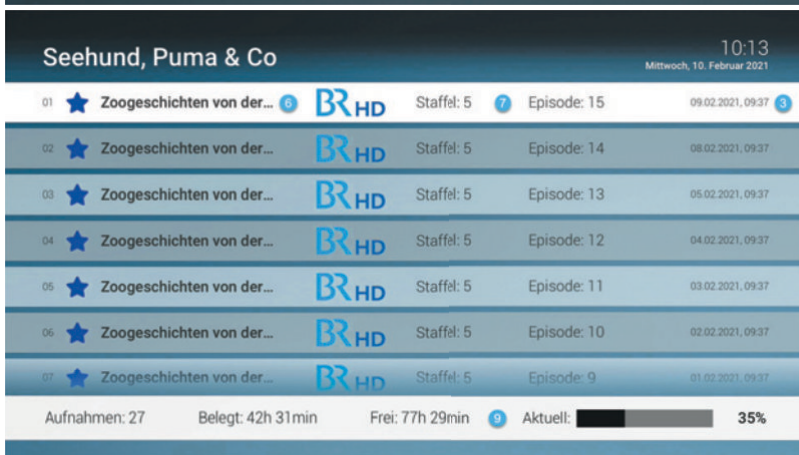 Seehund, Puma & Co
10:13
Mittwoch, 10. Februar 2021
01 Zoogeschichten von der... 6 BR HD Staffel: 5 7 Episode: 15 09.02.2021, 09:37 3
02 Zoogeschichten von der... BR HD Staffel: 5 Episode: 14 08.02.2021, 09:37
03 Zoogeschichten von der... BR HD Staffel: 5 Episode: 13 05.02.2021, 09:37
04 Zoogeschichten von der... BR HD Staffel: 5 Episode: 12 04.02.2021, 09:37
05 Zoogeschichten von der... BR HD Staffel: 5 Episode: 11 03.02.2021, 09:37
06 Zoogeschichten von der... BR HD Staffel: 5 Episode: 10 02.02.2021, 09:37
07 Zoogeschichten von der... BR HD Staffel: 5 Episode: 9 01.02.2021, 09:37
Aufnahmen: 27 Belegt: 42h 31min Frei: 77h 29min 9 Aktuell: 35%